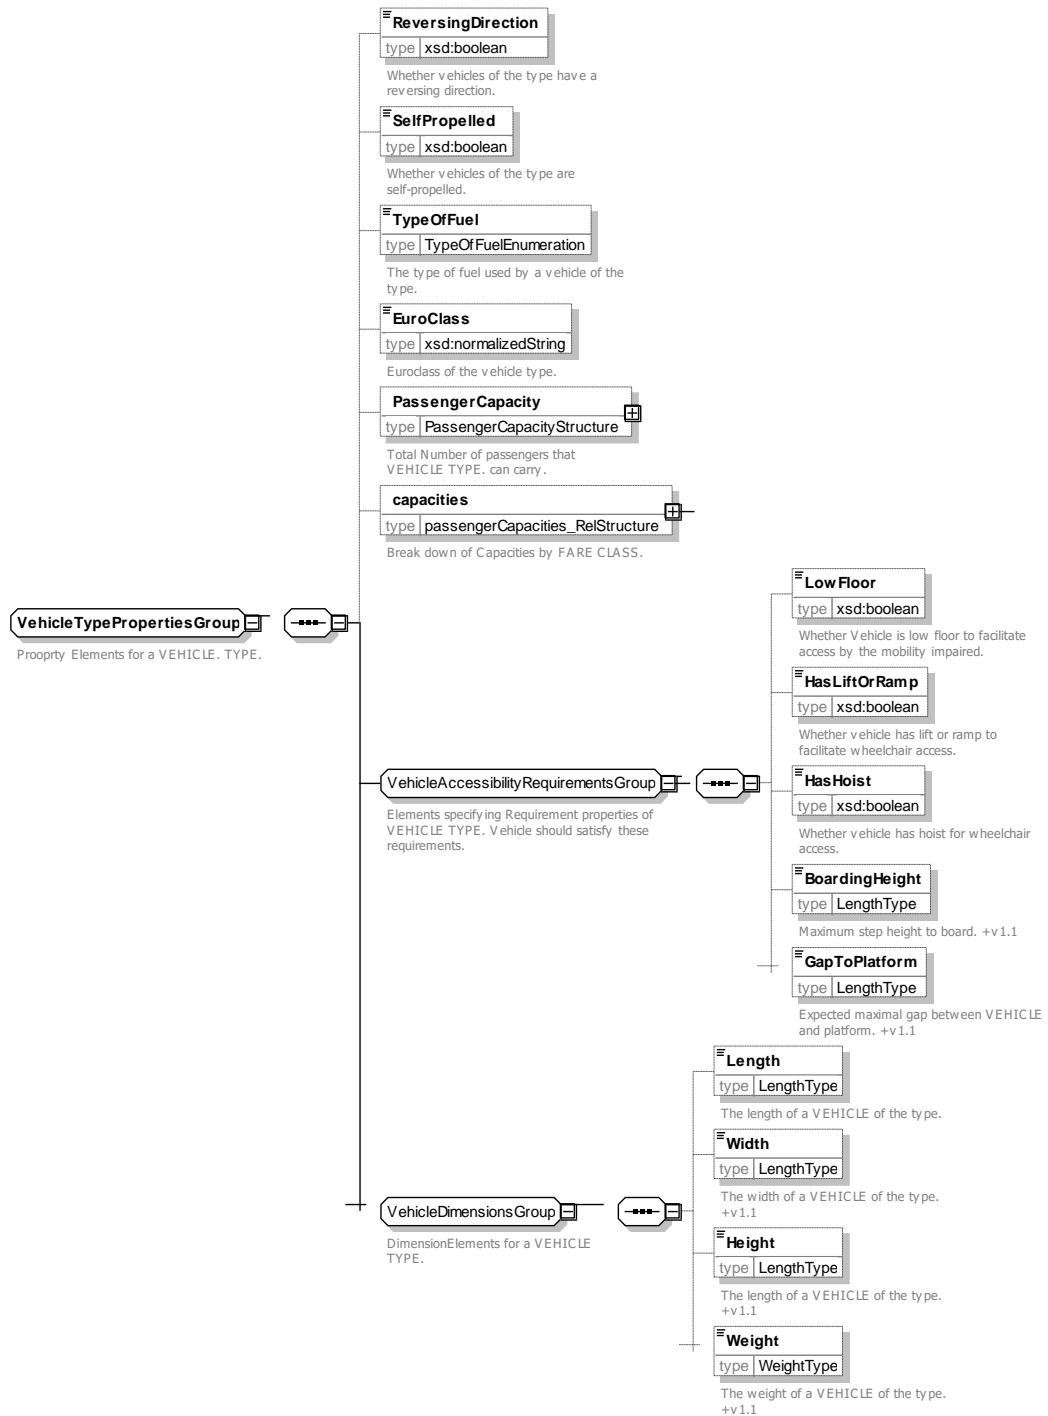 ReversingDirection
type xsd:boolean
Whether vehicles of the type have a
reversing direction.
SelfPropelled
type xsd:boolean
Whether vehicles of the type are
self-propelled.
TypeOfFuel
type TypeOfFuelEnumeration
The type of fuel used by a vehicle of the
type.
EuroClass
type xsd:normalizedString
Euroclass of the vehicle type.
PassengerCapacity
type PassengerCapacityStructure
Total Number of passengers that
VEHICLE TYPE. can carry.
capacities
type passengerCapacities_RelStructure
Break down of Capacities by FARE CLASS.
VehicleTypePropertiesGroup
Prooprty Elements for a VEHICLE. TYPE.
VehicleAccessibilityRequirementsGroup
Elements specifying Requirement properties of
VEHICLE TYPE. Vehicle should satisfy these
requirements.
LowFloor
type xsd:boolean
Whether Vehicle is low floor to facilitate
access by the mobility impaired.
HasLiftOrRamp
type xsd:boolean
Whether vehicle has lift or ramp to
facilitate wheelchair access.
HasHoist
type xsd:boolean
Whether vehicle has hoist for wheelchair
access.
BoardingHeight
type LengthType
Maximum step height to board. +v1.1
GapToPlatform
type LengthType
Expected maximal gap between VEHICLE
and platform. +v1.1
VehicleDimensionsGroup
DimensionElements for a VEHICLE
TYPE.
Length
type LengthType
The length of a VEHICLE of the type.
Width
type LengthType
The width of a VEHICLE of the type.
+v1.1
Height
type LengthType
The length of a VEHICLE of the type.
+v1.1
Weight
type WeightType
The weight of a VEHICLE of the type.
+v1.1